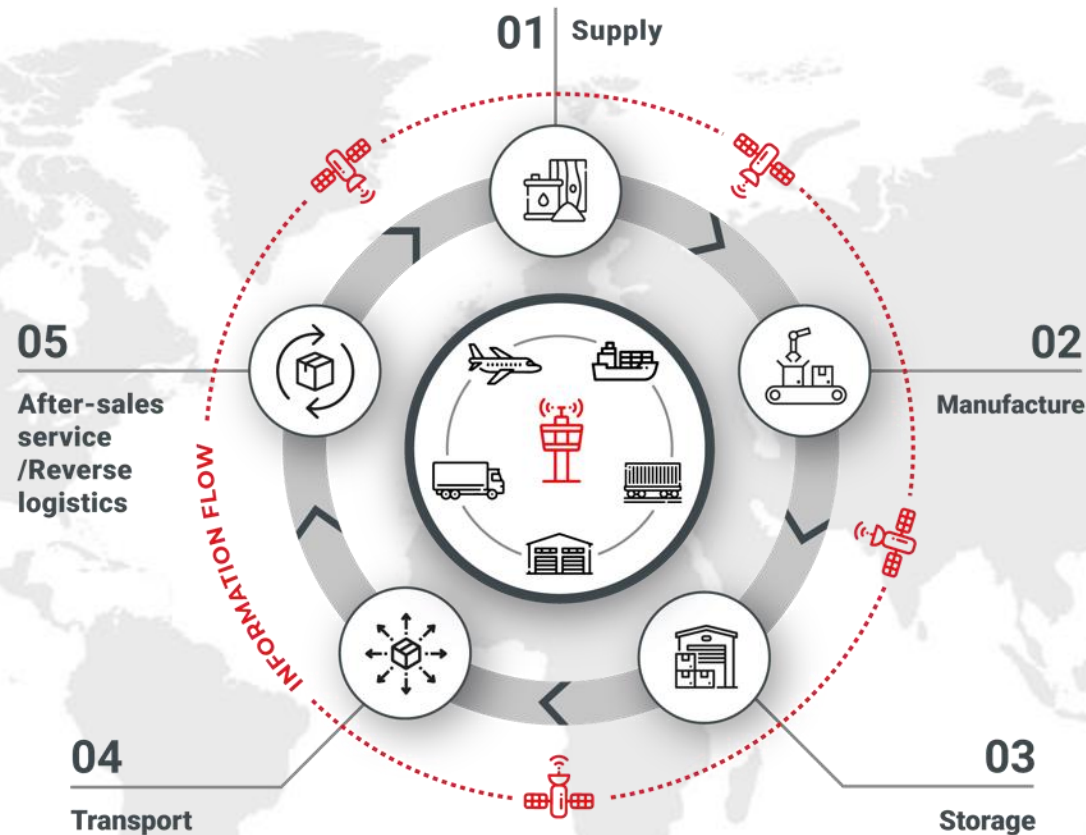 01 Supply
02
Manufacture
03
Storage
04
Transport
05
After-sales
service
/Reverse
logistics
INFORMATION FLOW